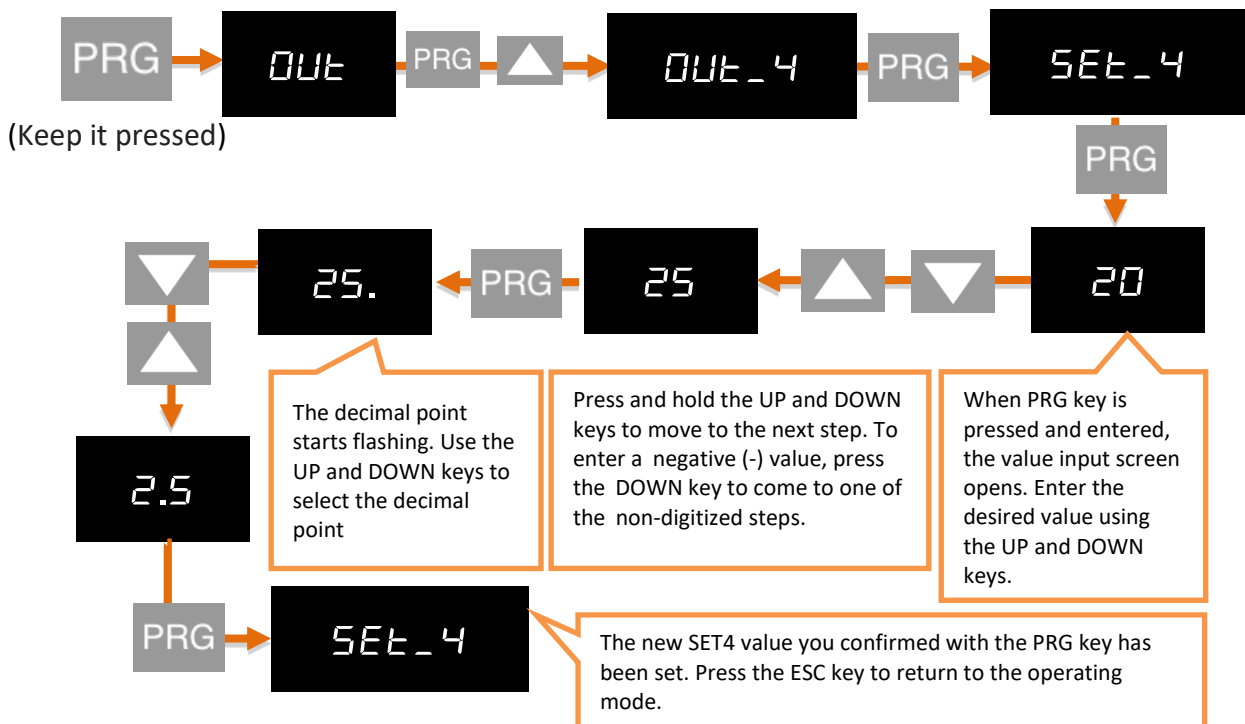 PRG
OUt
PRG
OUt_4
PRG
SEt_4
(Keep it pressed)
PRG
25.
PRG
25
20
The decimal point
starts flashing. Use the
UP and DOWN keys to
select the decimal
point
Press and hold the UP and DOWN
keys to move to the next step. To
enter a negative (-) value, press
the DOWN key to come to one of
the non-digitized steps.
When PRG key is
pressed and entered,
the value input screen
opens. Enter the
desired value using
the UP and DOWN
keys.
2.5
PRG
SEt_4
The new SET4 value you confirmed with the PRG key has
been set. Press the ESC key to return to the operating
mode.